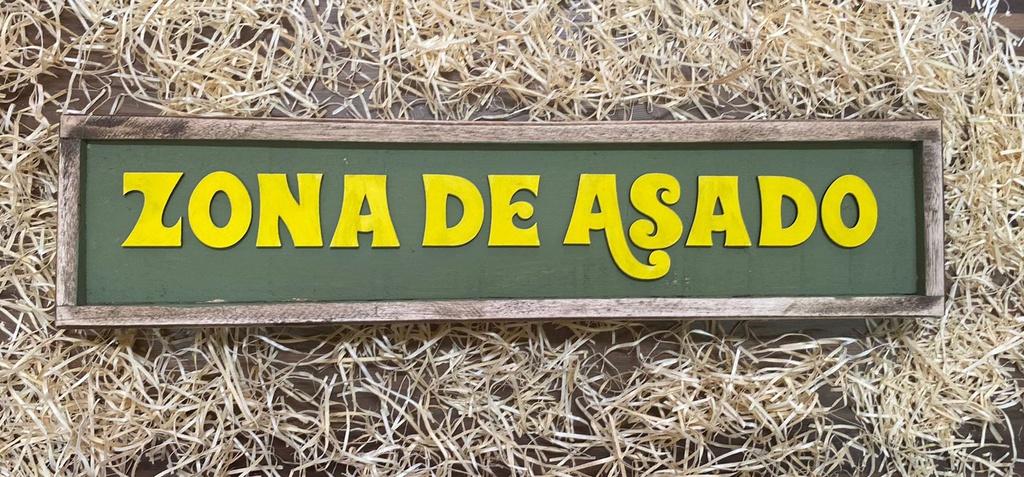 ZONA DE ASADO